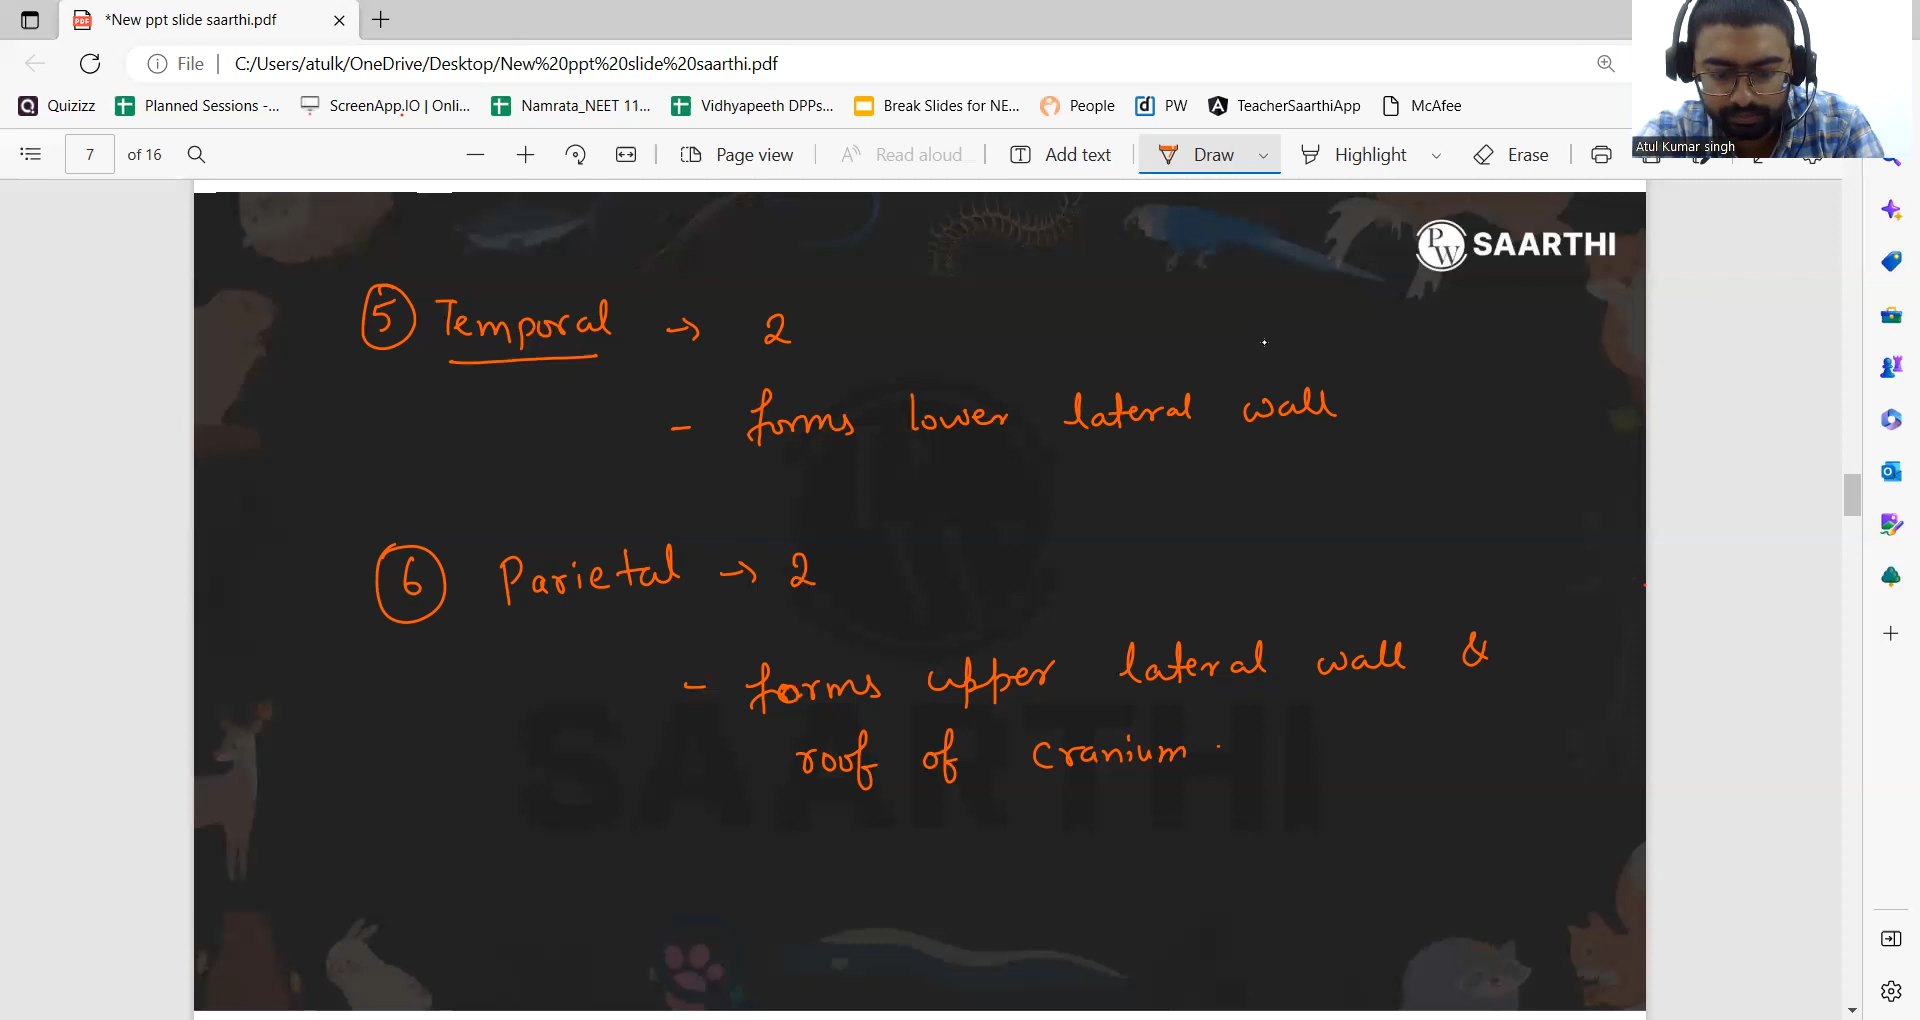 *New ppt slide saarthi.pdf
File | C:/Users/atulk/OneDrive/Desktop/New%20ppt%20slide%20saarthi.pdf
Quizizz Planned Sessions -... ScreenApp.IO | Onli... Namrata_NEET 11... Vidhyapeeth DPPs... Break Slides for NE... People PW TeacherSaarthiApp McAfee
7 of 16 Page view Read aloud Add text Draw Highlight Erase
Atul Kumar singh
PW SAARTHI
5 Temporal → 2
- forms lower lateral wall
6 Parietal → 2
- forms upper lateral wall &
roof of cranium.
SAARTHI